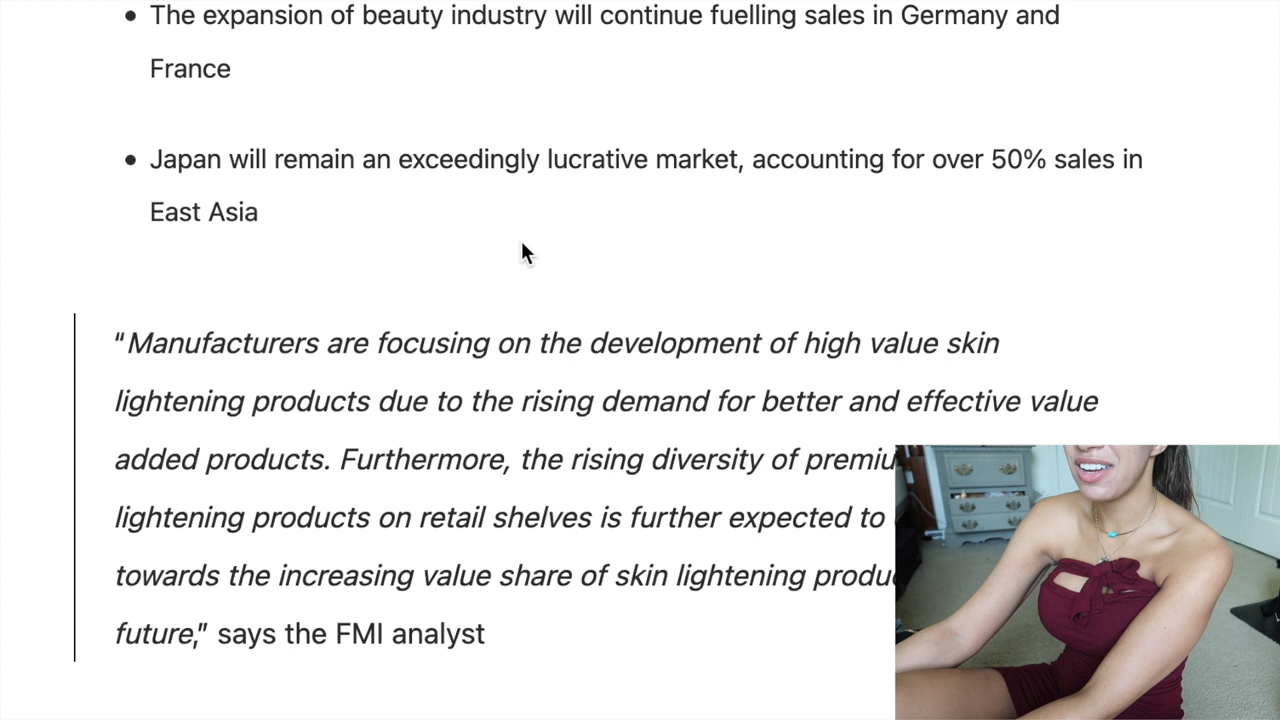 • The expansion of beauty industry will continue fuelling sales in Germany and
France
• Japan will remain an exceedingly lucrative market, accounting for over 50% sales in
East Asia
"Manufacturers are focusing on the development of high value skin
lightening products due to the rising demand for better and effective value
added products. Furthermore, the rising diversity of
lightening products on retail shelves is further expected to
towards the increasing value share of skin lightening
future," says the FMI analyst